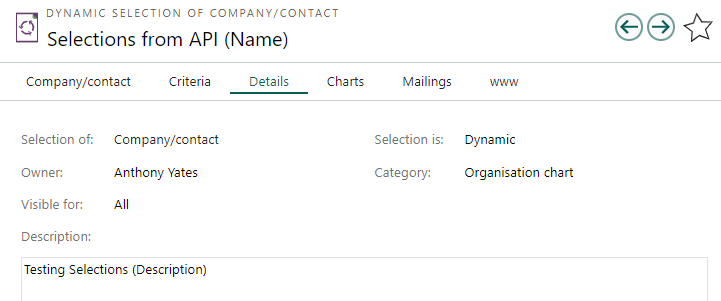 DYNAMIC SELECTION OF COMPANY/CONTACT
Selections from API (Name)
Company/contact Criteria Details Charts Mailings www
Selection of: Company/contact Selection is: Dynamic
Owner: Anthony Yates Category: Organisation chart
Visible for: All
Description:
Testing Selections (Description)